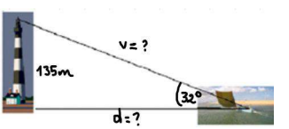 v = ?
135m
32°
d = ?